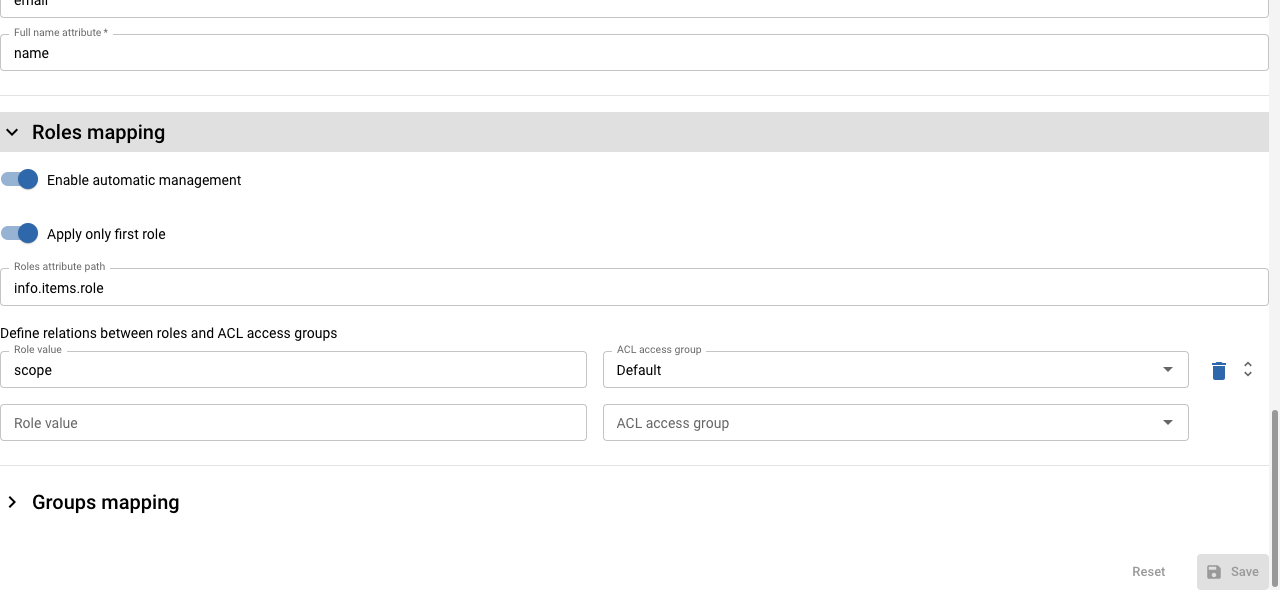 email
Full name attribute *
name
Roles mapping
Enable automatic management
Apply only first role
Roles attribute path
info.items.role
Define relations between roles and ACL access groups
Role value
scope
ACL access group
Default
Role value
ACL access group
Groups mapping
Reset
Save